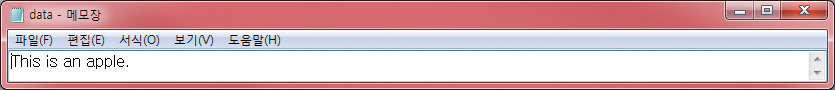 data - 메모장
파일(F) 편집(E) 서식(O) 보기(V) 도움말(H)
This is an apple.